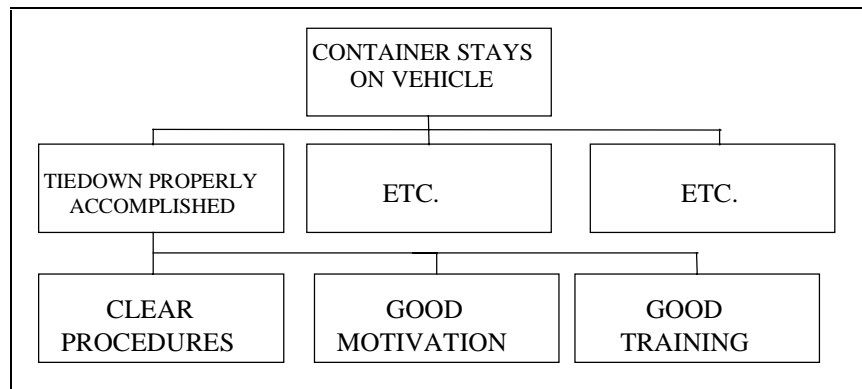 CONTAINER STAYS
ON VEHICLE
TIEDOWN PROPERLY
ACCOMPLISHED
ETC.
ETC.
CLEAR
PROCEDURES
GOOD
MOTIVATION
GOOD
TRAINING